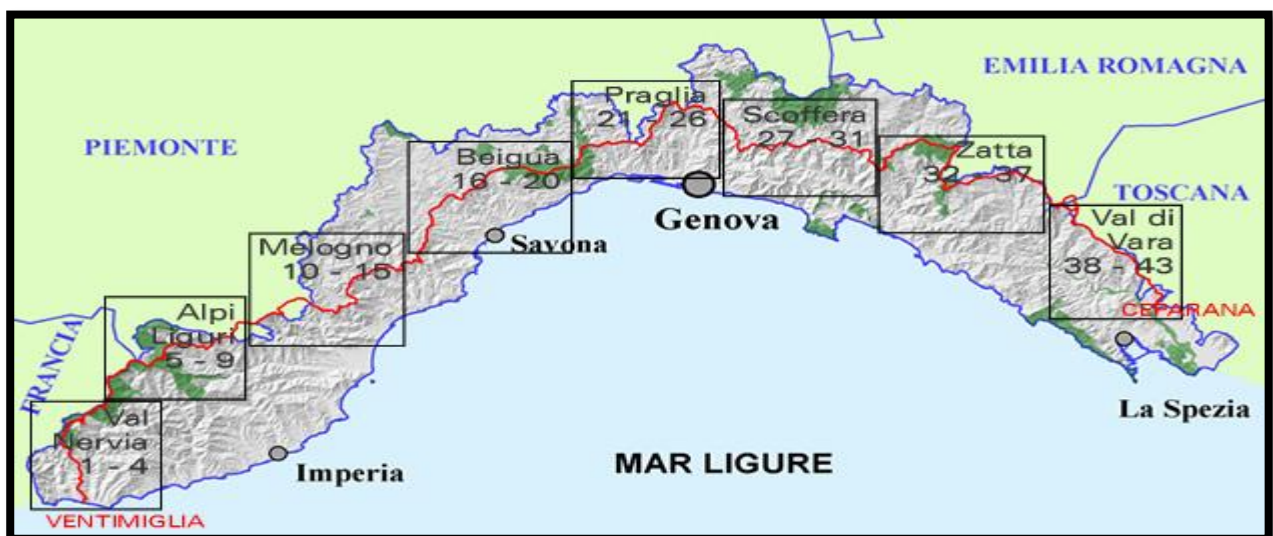 EMILIA ROMAGNA
PIEMONTE
TOSCANA
FRANCIA
Praglia
21 - 26
Scoffera
27 - 31
Beigua
16 - 20
Zatta
32 - 37
Genova
Val di
Vara
38 - 43
Savona
Melogno
10 - 15
Alpi
Liguri
5 - 9
CEPARANA
La Spezia
Val
Nervia
1 - 4
Imperia
MAR LIGURE
VENTIMIGLIA